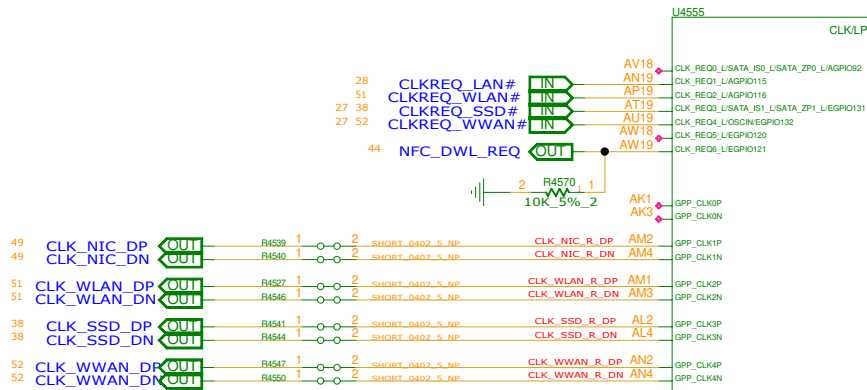 U4555
CLK/LP
AV18 CLK_REQ0_L/SATA_IS0_L/SATA_ZP0_L/AGPIO92
28 CLKREQ_LAN# IN AN19 CLK_REQ1_L/AGPIO115
51 CLKREQ_WLAN# IN AP19 CLK_REQ2_L/AGPIO116
27 38 CLKREQ_SSD# IN AT19 CLK_REQ3_L/SATA_IS1_L/SATA_ZP1_L/EGPIO131
27 52 CLKREQ_WWAN# IN AU19 CLK_REQ4_L/OSCIN/EGPIO132
AW18 CLK_REQ5_L/EGPIO120
44 NFC_DWL_REQ OUT AW19 CLK_REQ6_L/EGPIO121
2 R4570 1
10K_5%_2
AK1 GPP_CLK0P
AK3 GPP_CLK0N
49 CLK_NIC_DP OUT R4539 1 2 SHORT_0402_5_NP CLK_NIC_R_DP AM2 GPP_CLK1P
49 CLK_NIC_DN OUT R4540 1 2 SHORT_0402_5_NP CLK_NIC_R_DN AM4 GPP_CLK1N
51 CLK_WLAN_DP OUT R4527 1 2 SHORT_0402_5_NP CLK_WLAN_R_DP AM1 GPP_CLK2P
51 CLK_WLAN_DN OUT R4546 1 2 SHORT_0402_5_NP CLK_WLAN_R_DN AM3 GPP_CLK2N
38 CLK_SSD_DP OUT R4541 1 2 SHORT_0402_5_NP CLK_SSD_R_DP AL2 GPP_CLK3P
38 CLK_SSD_DN OUT R4544 1 2 SHORT_0402_5_NP CLK_SSD_R_DN AL4 GPP_CLK3N
52 CLK_WWAN_DP OUT R4547 1 2 SHORT_0402_5_NP CLK_WWAN_R_DP AN2 GPP_CLK4P
52 CLK_WWAN_DN OUT R4550 1 2 SHORT_0402_5_NP CLK_WWAN_R_DN AN4 GPP_CLK4N